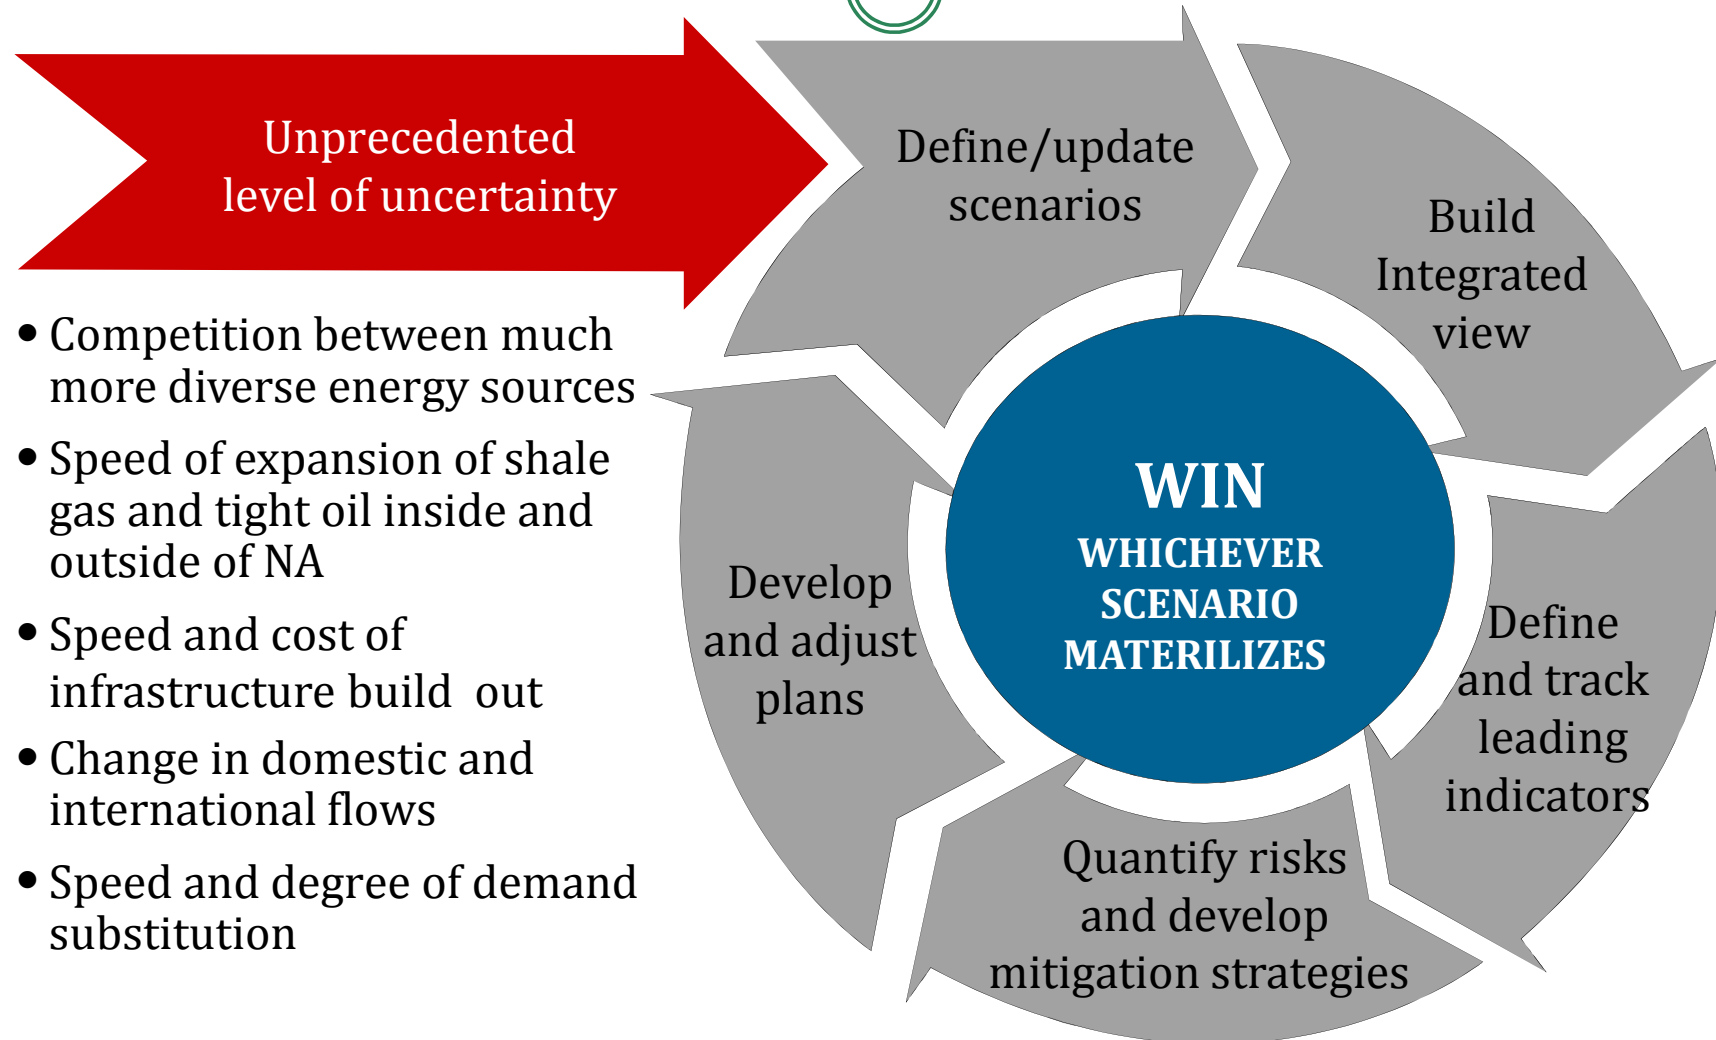 Unprecedented
level of uncertainty
• Competition between much
more diverse energy sources
• Speed of expansion of shale
gas and tight oil inside and
outside of NA
• Speed and cost of
infrastructure build  out
• Change in domestic and
international flows
• Speed and degree of demand
substitution
Define/update
scenarios
Build
Integrated
view
Define
and track
leading
indicators
Quantify risks
and develop
mitigation strategies
Develop
and adjust
plans
WIN
WHICHEVER
SCENARIO
MATERILIZES